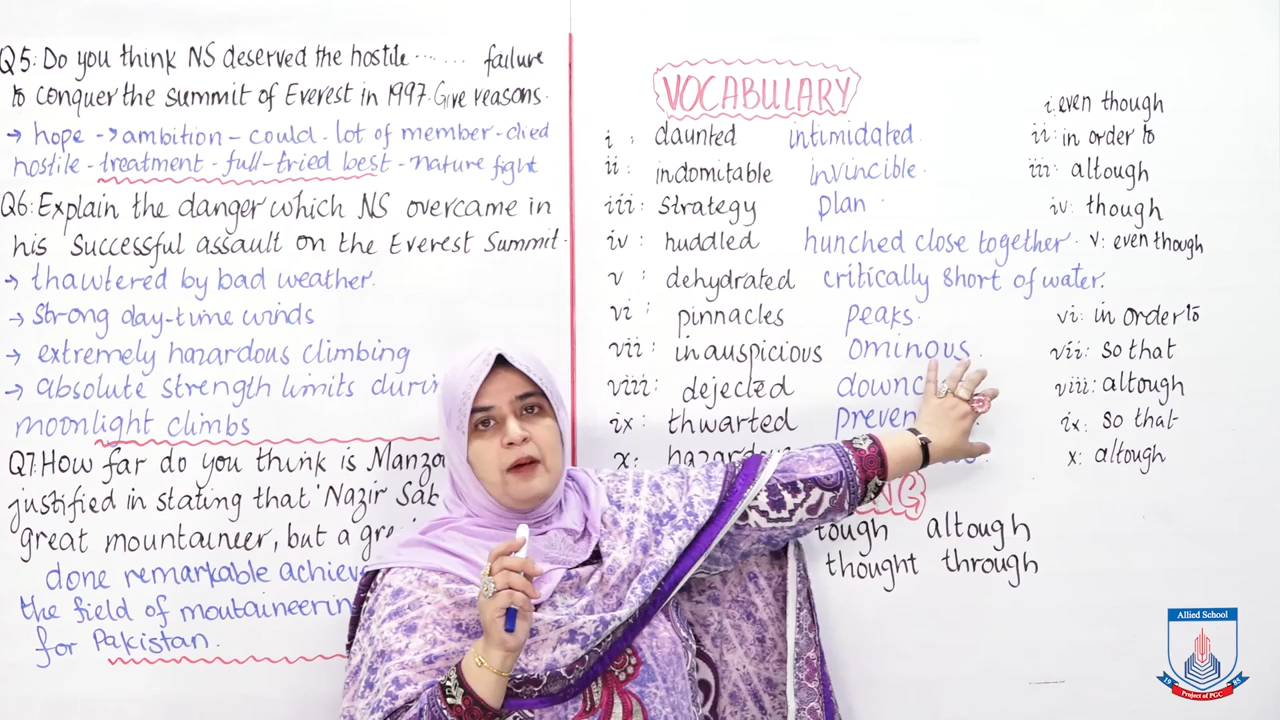 Q5: Do you think NS deserved the hostile ...... failure
to conquer the summit of Everest in 1997. Give reasons.
→ hope → ambition - could - lot of member - died
hostile - treatment - full - tried best - nature fight
Q6: Explain the danger which NS overcame in
his successful assault on the Everest Summit.
→ thawtered by bad weather.
→ strong day-time winds
→ extremely hazardous climbing
→ absolute strength limits duri
moonlight climbs
Q7: How far do you think is Manzo
justified in stating that 'Nazir Sab
great mountaineer, but a gre
done remarkable achieve
the field of moutaineerin
for Pakistan.
VOCABULARY
i : daunted intimidated.
ii : indomitable invincible.
iii : strategy plan.
iv : huddled hunched close together.
v : dehydrated critically short of water.
vi : pinnacles peaks.
vii : inauspicious ominous.
viii : dejected downc
ix : thwarted preven
x : hazardous
tough altough
thought through
i. even though
ii: in order to
iii: altough
iv: though
v: even though
vi: in order to
vii: so that
viii: altough
ix: so that
x: altough
Allied School
1985
Project of PGC